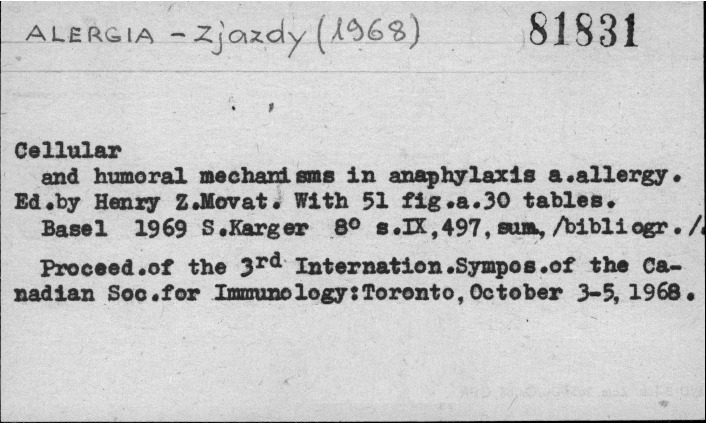 ALERGIA - Zjazdy (1968) 81831
Cellular
and humoral mechanisms in anaphylaxis a.allergy.
Ed.by Henry Z.Movat. With 51 fig.a.30 tables.
Basel 1969 S.Karger 8º s.IX,497, sum, /bibliogr./.
Proceed.of the 3rd Internation.Sympos.of the Ca-
nadian Soc.for Immunology:Toronto,October 3-5, 1968.